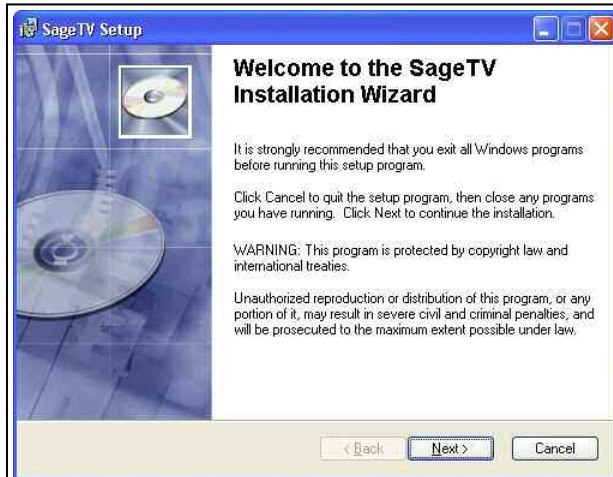 SageTV Setup
Welcome to the SageTV
Installation Wizard
It is strongly recommended that you exit all Windows programs
before running this setup program.
Click Cancel to quit the setup program, then close any programs
you have running. Click Next to continue the installation.
WARNING: This program is protected by copyright law and
international treaties.
Unauthorized reproduction or distribution of this program, or any
portion of it, may result in severe civil and criminal penalties, and
will be prosecuted to the maximum extent possible under law.
< Back Next > Cancel